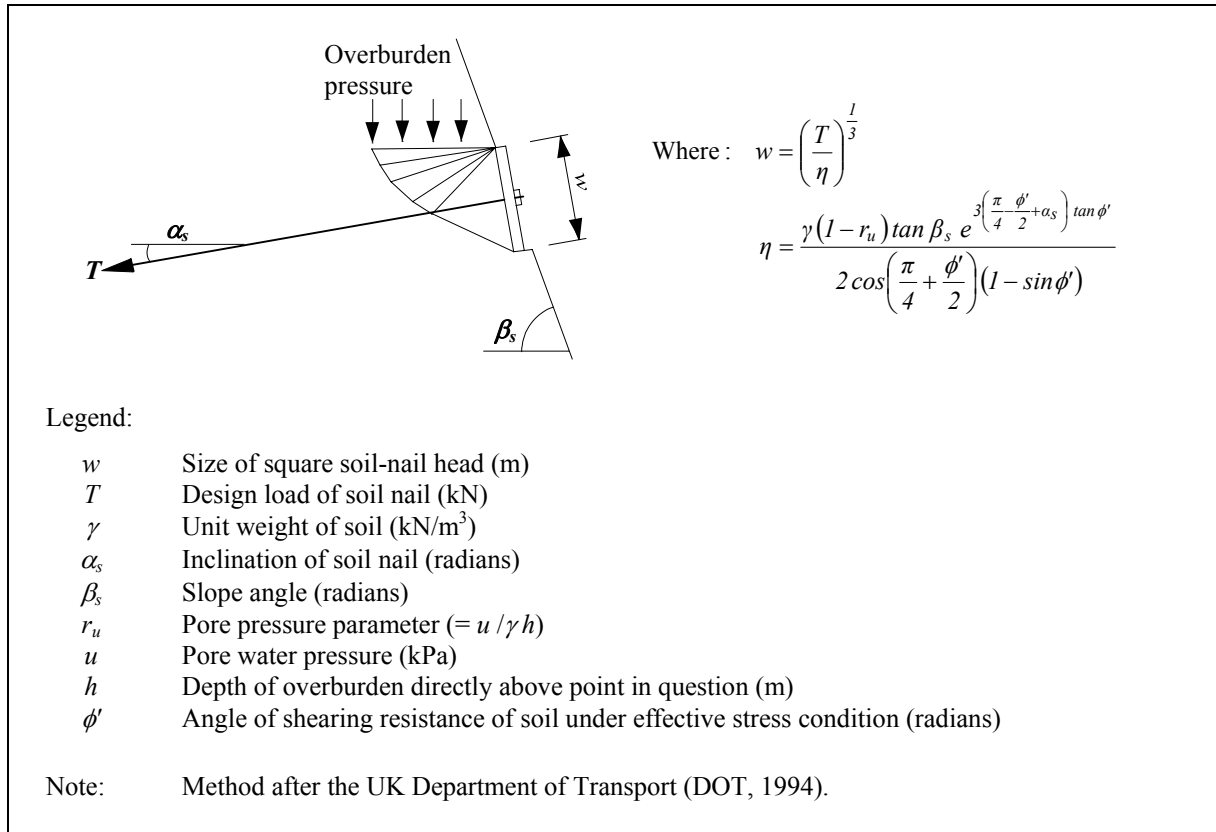 Overburden
pressure
w
α_s
T
β_s
Where : w = (T/η)^(1/3)
η = γ(1 − r_u) tan β_s e^(3(π/4 − φ'/2 + α_s) tan φ') / (2 cos(π/4 + φ'/2)(1 − sin φ'))
Legend:
w Size of square soil-nail head (m)
T Design load of soil nail (kN)
γ Unit weight of soil (kN/m³)
α_s Inclination of soil nail (radians)
β_s Slope angle (radians)
r_u Pore pressure parameter (= u /γ h)
u Pore water pressure (kPa)
h Depth of overburden directly above point in question (m)
φ' Angle of shearing resistance of soil under effective stress condition (radians)
Note: Method after the UK Department of Transport (DOT, 1994).